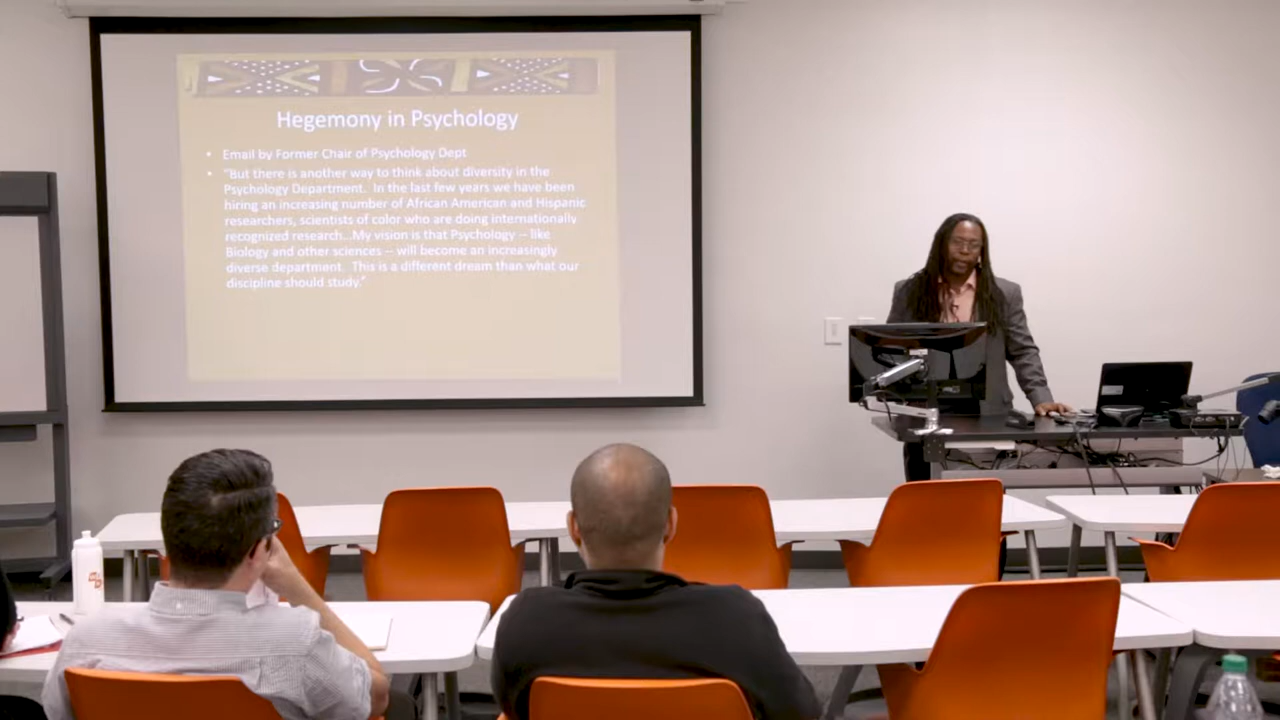 Hegemony in Psychology
• Email by Former Chair of Psychology Dept
• "But there is another way to think about diversity in the
Psychology Department. In the last few years we have been
hiring an increasing number of African American and Hispanic
researchers, scientists of color who are doing internationally
recognized research...My vision is that Psychology -- like
Biology and other sciences -- will become an increasingly
diverse department. This is a different dream than what our
discipline should study."